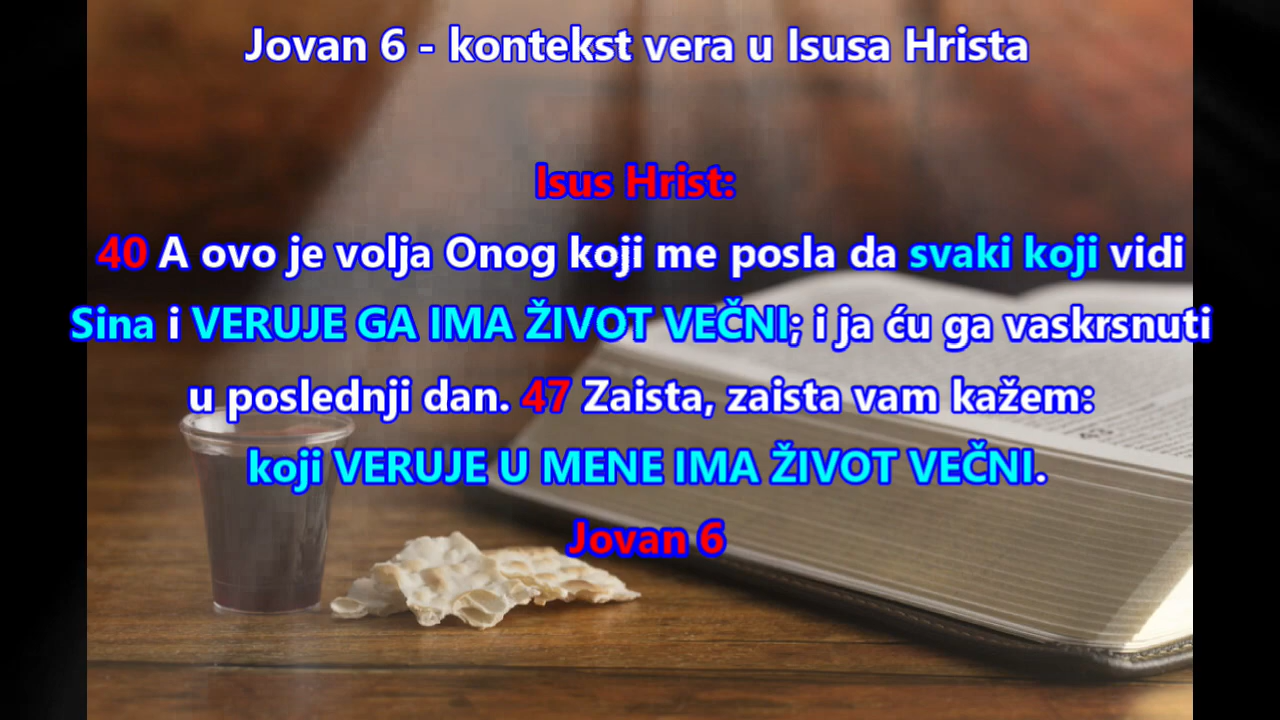 Jovan 6 - kontekst vera u Isusa Hrista
Isus Hrist:
40 A ovo je volja Onog koji me posla da svaki koji vidi
Sina i VERUJE GA IMA ŽIVOT VEČNI; i ja ću ga vaskrsnuti
u poslednji dan. 47 Zaista, zaista vam kažem:
koji VERUJE U MENE IMA ŽIVOT VEČNI.
Jovan 6